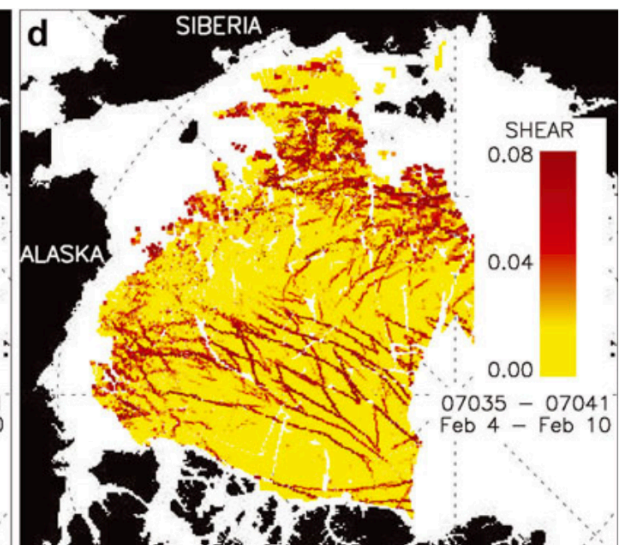 d
SIBERIA
SHEAR
0.08
ALASKA
0.04
0.00
07035 – 07041
Feb 4 – Feb 10